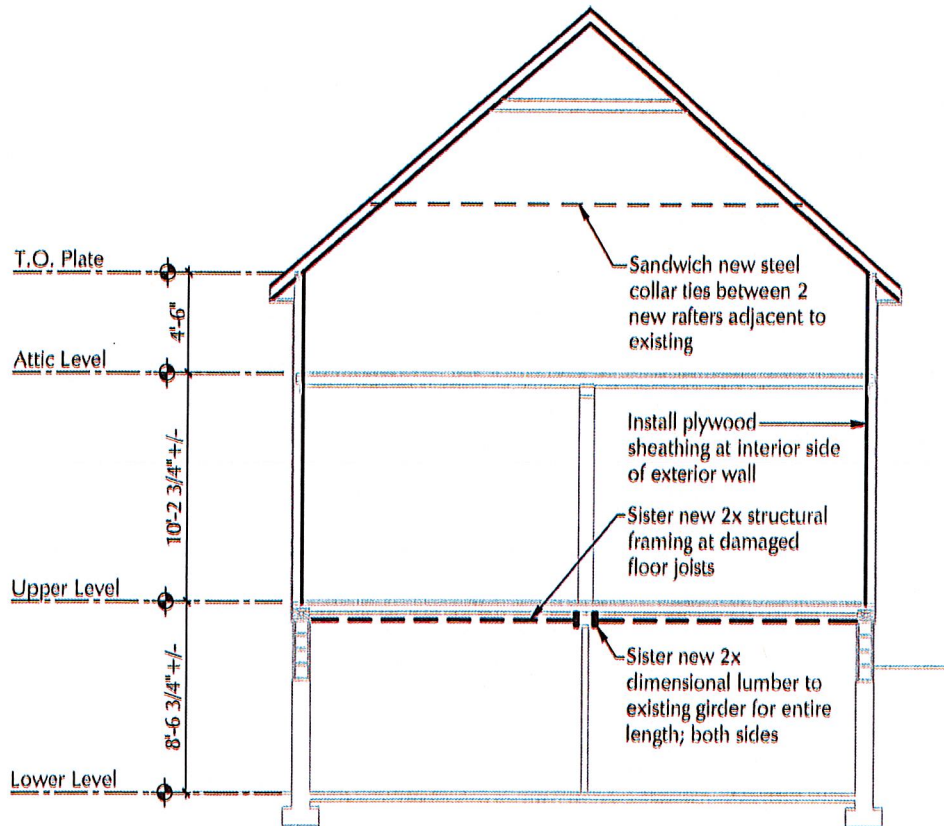 T.O. Plate
Sandwich new steel
collar ties between 2
new rafters adjacent to
existing
4'-6"
Attic Level
Install plywood
sheathing at interior side
of exterior wall
10'-2 3/4"+/-
Sister new 2x structural
framing at damaged
floor joists
Upper Level
Sister new 2x
dimensional lumber to
existing girder for entire
length; both sides
8'-6 3/4"+/-
Lower Level